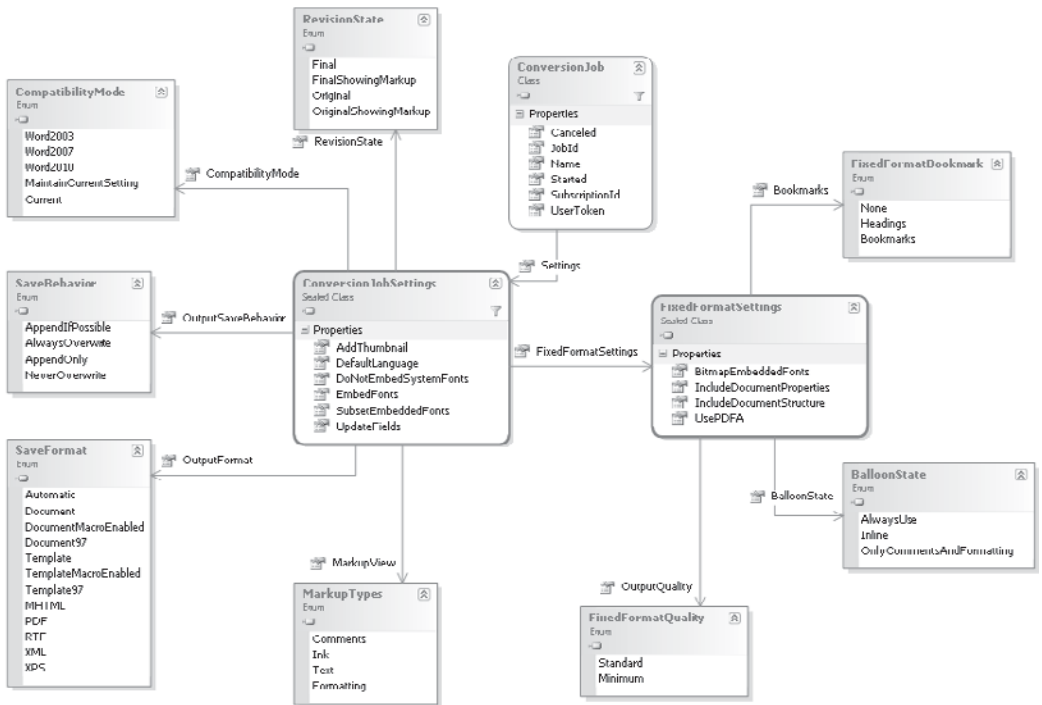 RevisionState
Enum
Final
FinalShowingMarkup
Original
OriginalShowingMarkup
ConversionJob
Class
Properties
Canceled
JobId
Name
Started
SubscriptionId
UserToken
CompatibilityMode
Enum
Word2003
Word2007
Word2010
MaintainCurrentSetting
Current
RevisionState
CompatibilityMode
FixedFormatBookmark
Enum
None
Headings
Bookmarks
Bookmarks
Settings
SaveBehavior
Enum
AppendIfPossible
AlwaysOverwrite
AppendOnly
NeverOverwrite
OutputSaveBehavior
ConversionJobSettings
Sealed Class
Properties
AddThumbnail
DefaultLanguage
DoNotEmbedSystemFonts
EmbedFonts
SubsetEmbeddedFonts
UpdateFields
FixedFormatSettings
FixedFormatSettings
Sealed Class
Properties
BitmapEmbeddedFonts
IncludeDocumentProperties
IncludeDocumentStructure
UsePDFA
SaveFormat
Enum
Automatic
Document
DocumentMacroEnabled
Document97
Template
TemplateMacroEnabled
Template97
MHTML
PDF
RTF
XML
XPS
OutputFormat
MarkupView
MarkupTypes
Enum
Comments
Ink
Text
Formatting
BalloonState
BalloonState
Enum
AlwaysUse
Inline
OnlyCommentsAndFormatting
OutputQuality
FixedFormatQuality
Enum
Standard
Minimum